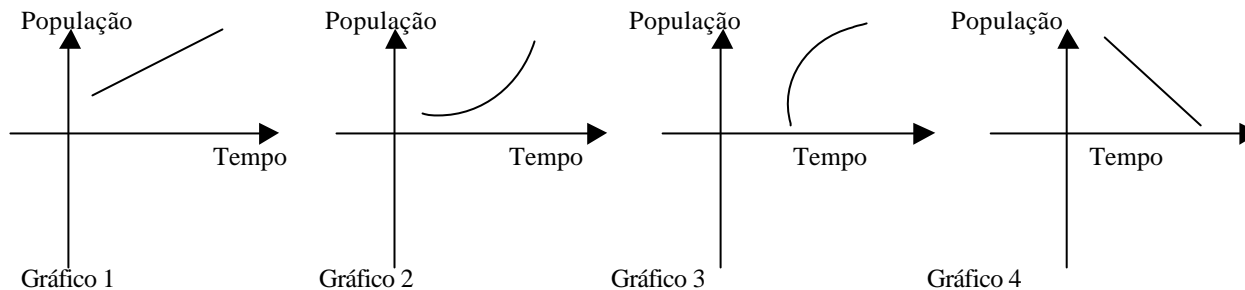 População
População
População
População
Tempo
Tempo
Tempo
Tempo
Gráfico 1
Gráfico 2
Gráfico 3
Gráfico 4